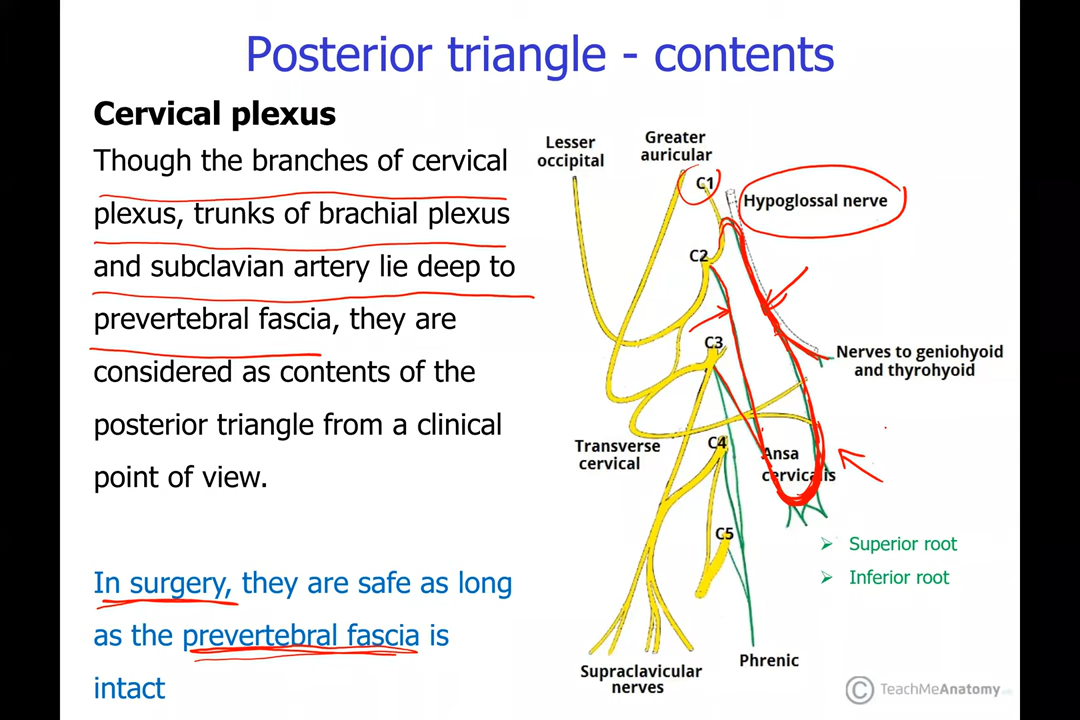 Posterior triangle - contents
Cervical plexus
Though the branches of cervical
plexus, trunks of brachial plexus
and subclavian artery lie deep to
prevertebral fascia, they are
considered as contents of the
posterior triangle from a clinical
point of view.
In surgery, they are safe as long
as the prevertebral fascia is
intact
Lesser
occipital
Greater
auricular
C1
Hypoglossal nerve
C2
C3
Nerves to geniohyoid
and thyrohyoid
Transverse
cervical
C4
Ansa
cervicalis
C5
➢ Superior root
➢ Inferior root
Supraclavicular
nerves
Phrenic
© TeachMeAnatomy